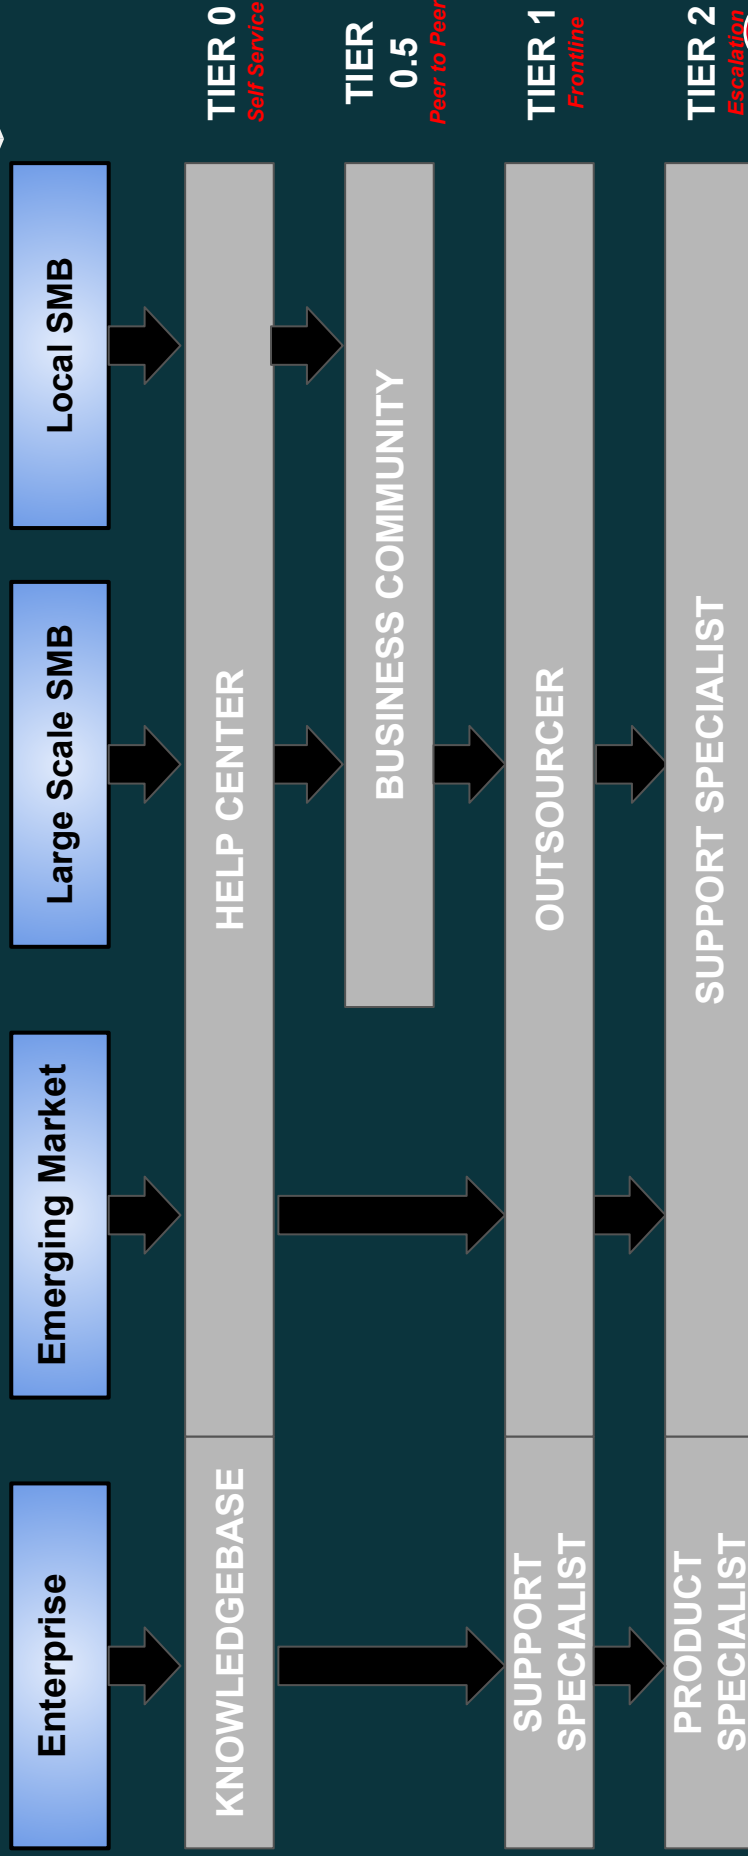 Enterprise
Emerging Market
Large Scale SMB
Local SMB
KNOWLEDGEBASE
HELP CENTER
TIER 0
Self Service
BUSINESS COMMUNITY
TIER
0.5
Peer to Peer
SUPPORT
SPECIALIST
OUTSOURCER
TIER 1
Frontline
PRODUCT
SPECIALIST
SUPPORT SPECIALIST
TIER 2
Escalation